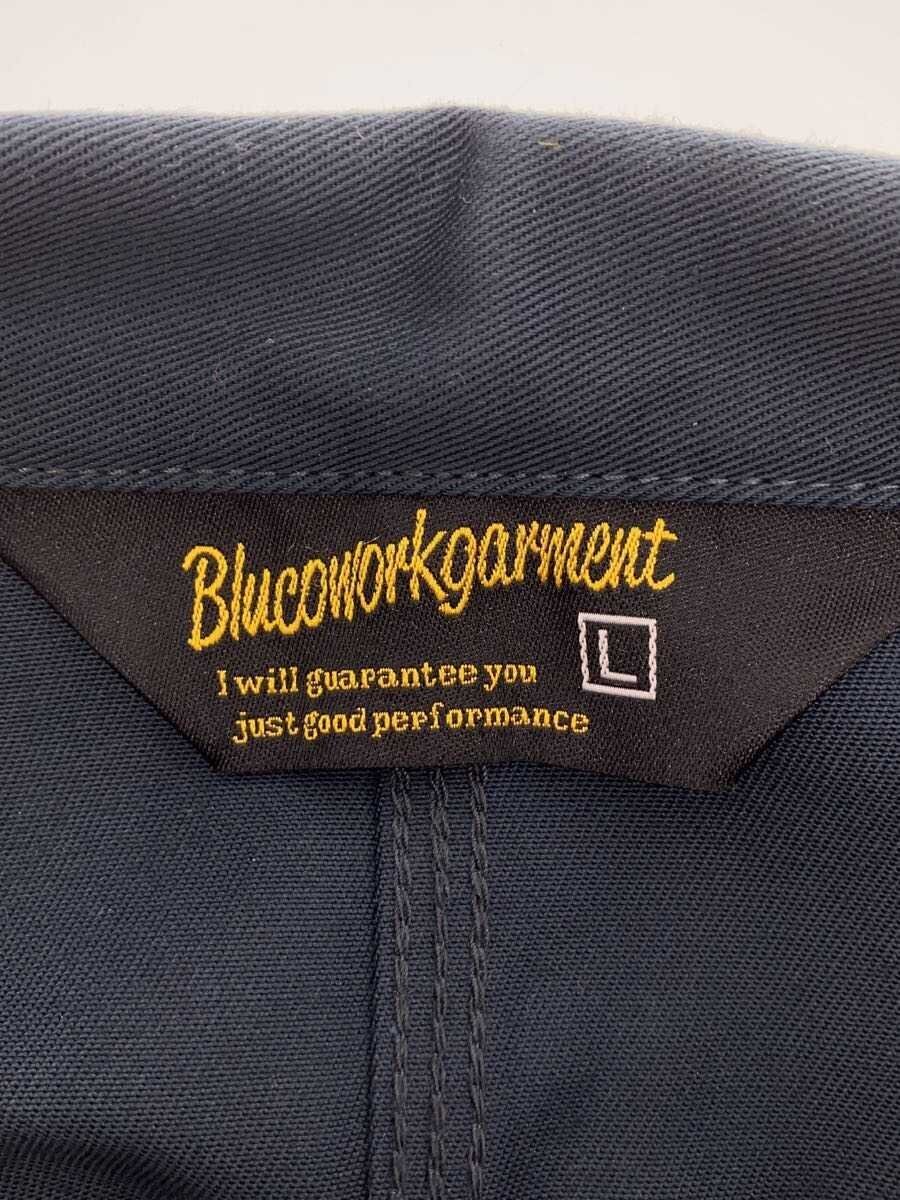 Blucoworkgarment
L
I will guarantee you
just good performance